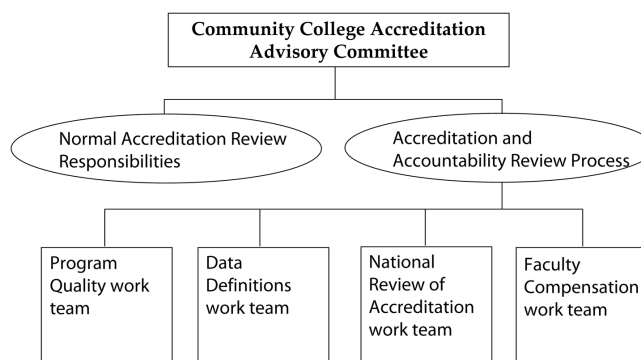 Community College Accreditation
Advisory Committee
Normal Accreditation Review
Responsibilities
Accreditation and
Accountability Review Process
Program
Quality work
team
Data
Definitions
work team
National
Review of
Accreditation
work team
Faculty
Compensation
work team